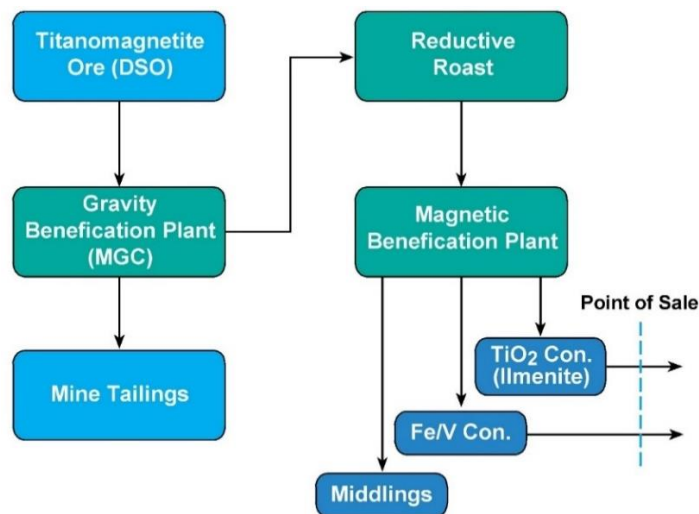 Titanomagnetite
Ore (DSO)
Reductive
Roast
Gravity
Benefication Plant
(MGC)
Magnetic
Benefication Plant
Mine Tailings
Point of Sale
TiO2 Con.
(Ilmenite)
Fe/V Con.
Middlings